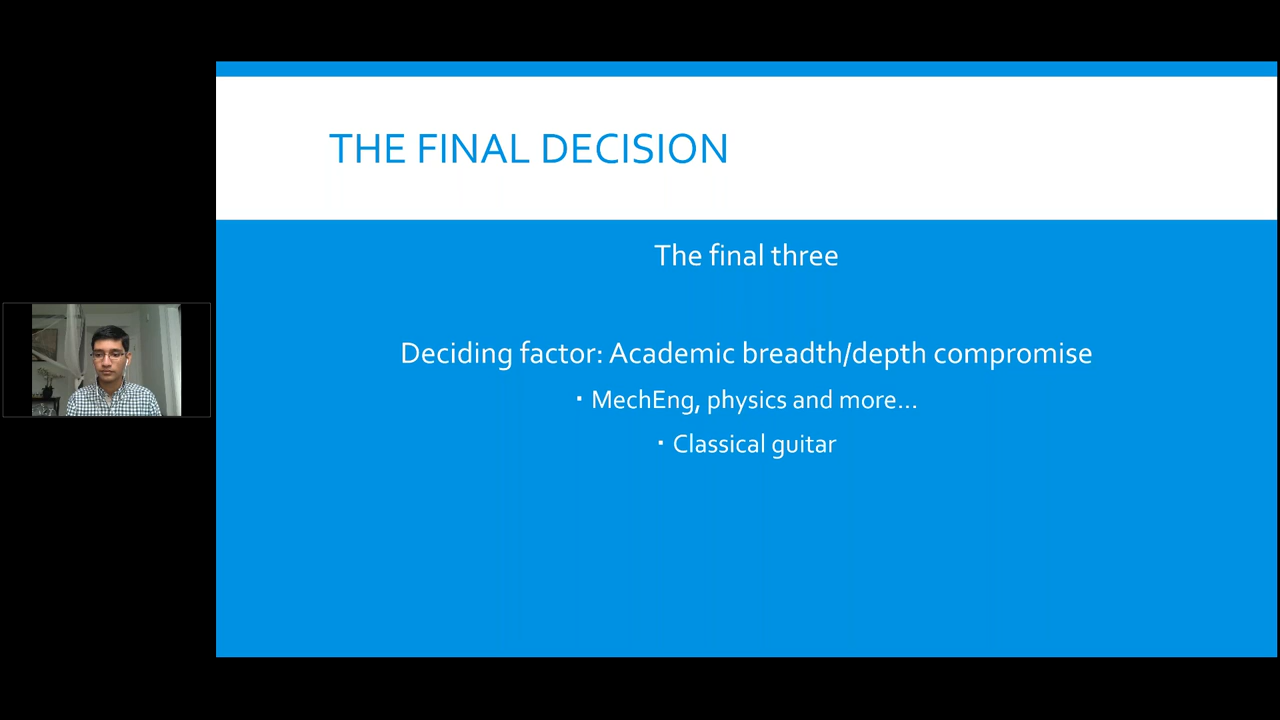 THE FINAL DECISION
The final three
Deciding factor: Academic breadth/depth compromise
▪ MechEng, physics and more...
▪ Classical guitar